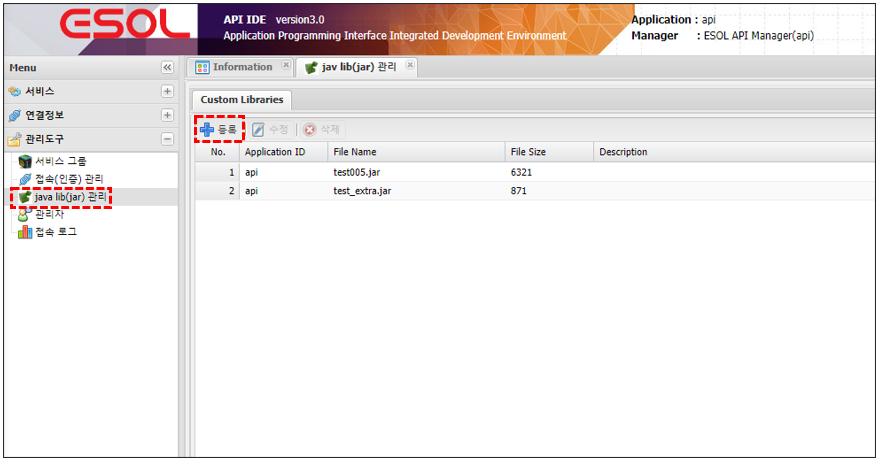 ESOL
API IDE version3.0
Application Programming Interface Integrated Development Environment
Application : api
Manager : ESOL API Manager(api)
Menu
서비스
연결정보
관리도구
서비스 그룹
접속(인증) 관리
java lib(jar) 관리
관리자
접속 로그
Information
jav lib(jar) 관리
Custom Libraries
등록 수정 삭제
No. Application ID File Name File Size Description
1 api test005.jar 6321
2 api test_extra.jar 871